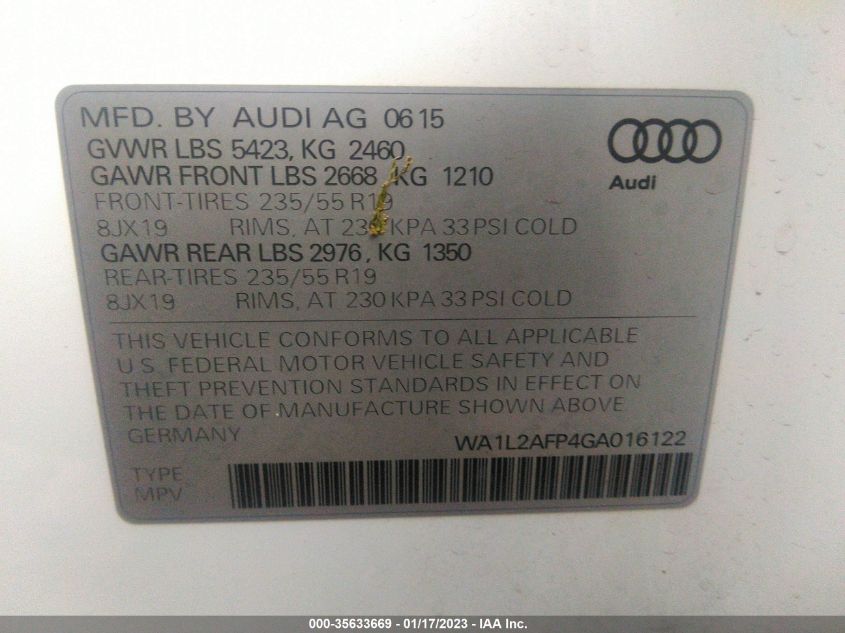 MFD. BY AUDI AG 06 15
GVWR LBS 5423, KG 2460
GAWR FRONT LBS 2668, KG 1210
FRONT-TIRES 235/55 R19
8JX19 RIMS, AT 230 KPA 33 PSI COLD
GAWR REAR LBS 2976, KG 1350
REAR-TIRES 235/55 R19
8JX19 RIMS, AT 230 KPA 33 PSI COLD
Audi
THIS VEHICLE CONFORMS TO ALL APPLICABLE
U.S. FEDERAL MOTOR VEHICLE SAFETY AND
THEFT PREVENTION STANDARDS IN EFFECT ON
THE DATE OF MANUFACTURE SHOWN ABOVE
GERMANY WA1L2AFP4GA016122
TYPE
MPV
000-35633669 - 01/17/2023 - IAA Inc.